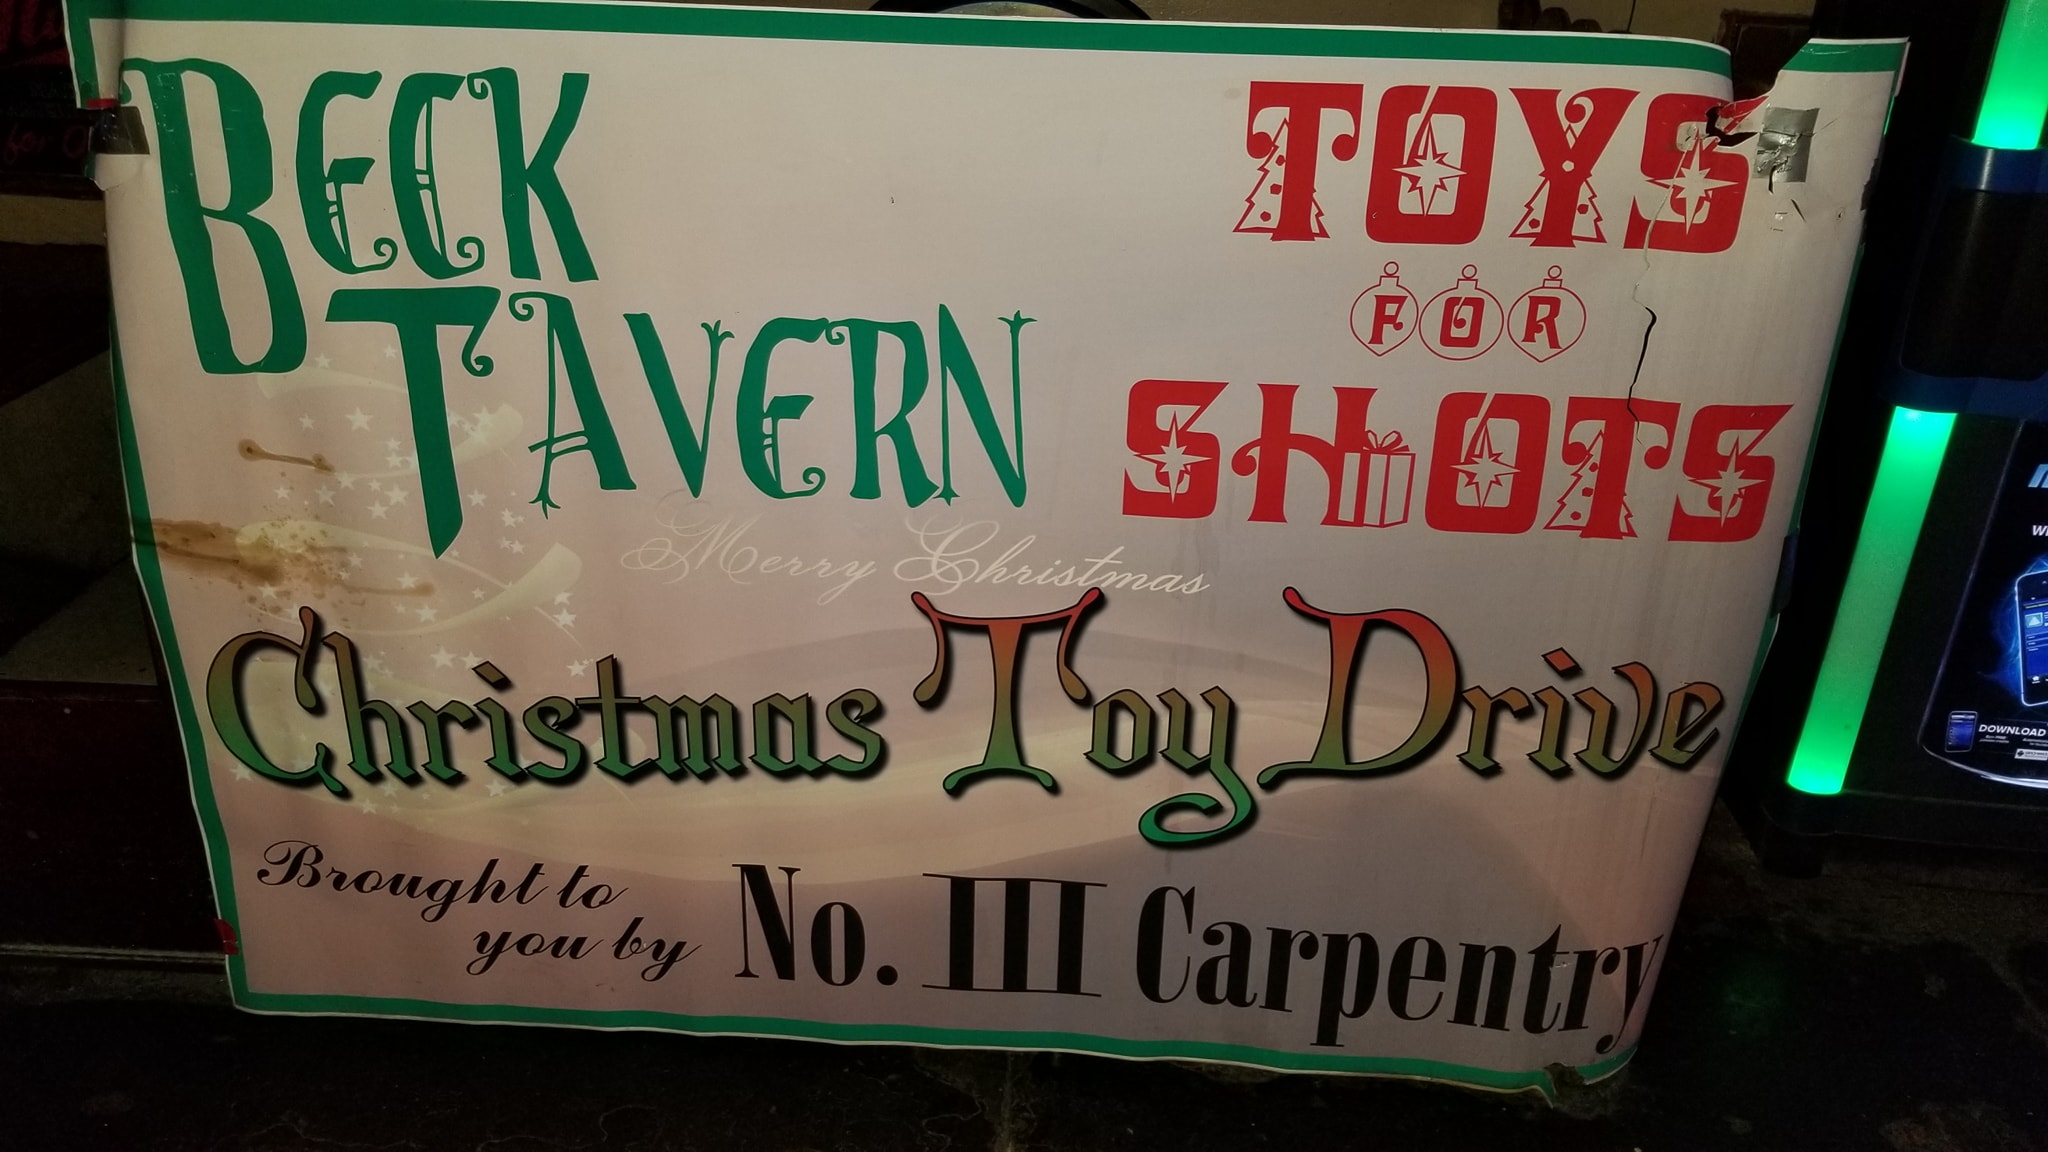 BECK
TAVERN
TOYS
FOR
SHOTS
Merry Christmas
Christmas Toy Drive
Brought to
you by
No. III Carpentry
DOWNLOAD